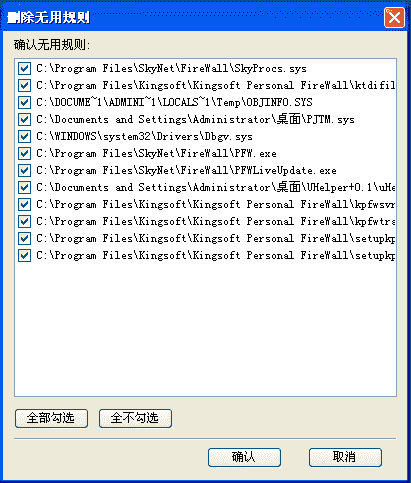 删除无用规则
确认无用规则:
C:\Program Files\SkyNet\FireWall\SkyProcs.sys
C:\Program Files\Kingsoft\Kingsoft Personal FireWall\ktdifil
C:\DOCUME~1\ADMINI~1\LOCALS~1\Temp\OBJINFO.SYS
C:\Documents and Settings\Administrator\桌面\PJTM.sys
C:\WINDOWS\system32\Drivers\Dbgv.sys
C:\Program Files\SkyNet\FireWall\PFW.exe
C:\Program Files\SkyNet\FireWall\PFWLiveUpdate.exe
C:\Documents and Settings\Administrator\桌面\UHelper+0.1\uHe
C:\Program Files\Kingsoft\Kingsoft Personal FireWall\kpfwsvr
C:\Program Files\Kingsoft\Kingsoft Personal FireWall\kpfwtra
C:\Program Files\Kingsoft\Kingsoft Personal FireWall\setupkp
C:\Program Files\Kingsoft\Kingsoft Personal FireWall\setupkp
全部勾选 全不勾选
确认 取消